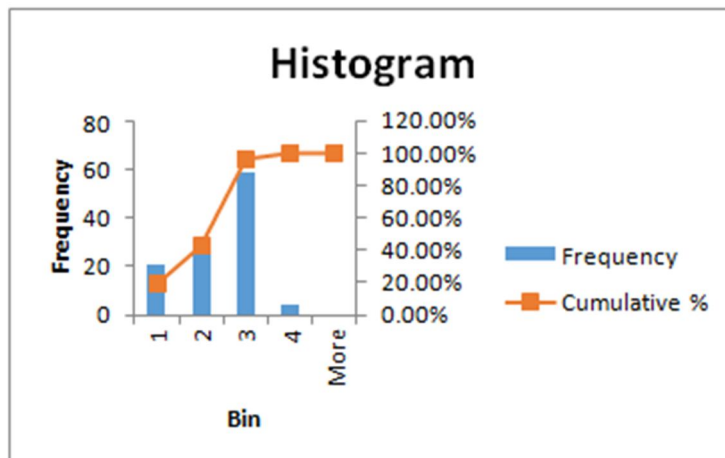 Histogram
80
60
40
20
0
Frequency
120.00%
100.00%
80.00%
60.00%
40.00%
20.00%
0.00%
1
2
3
4
More
Bin
Frequency
Cumulative %